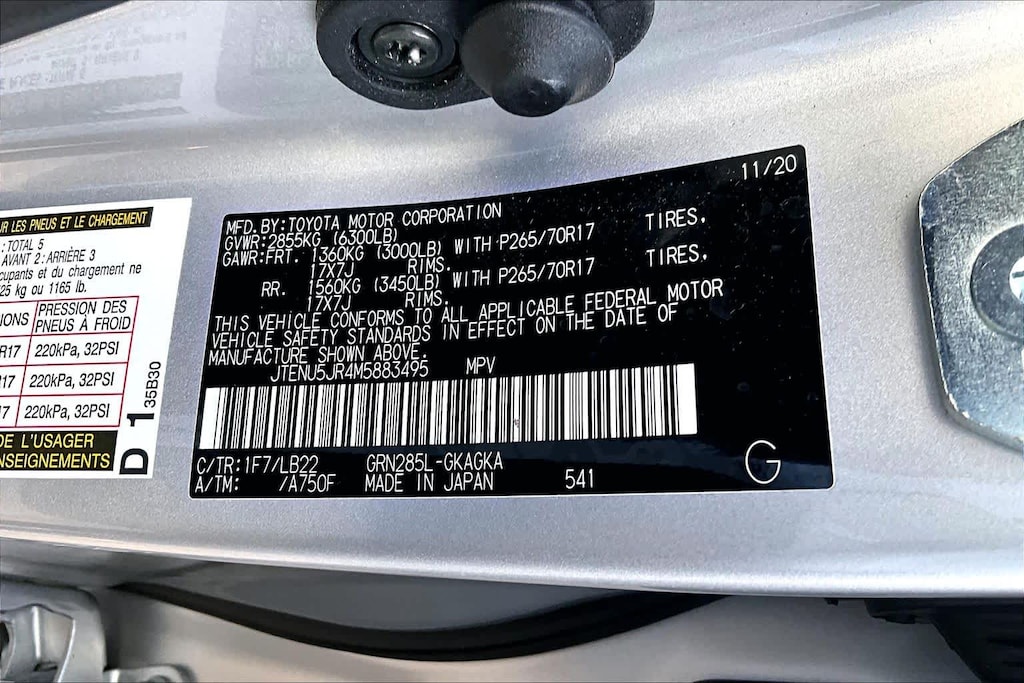 UR LES PNEUS ET LE CHARGEMENT
: TOTAL 5
AVANT 2 : ARRIÈRE 3
cupants et du chargement ne
25 kg ou 1165 lb.
IONS PRESSION DES PNEUS À FROID
R17 220kPa, 32PSI
R17 220kPa, 32PSI
17 220kPa, 32PSI
DE L'USAGER
NSEIGNEMENTS
D 1 35B30
11/20
MFD. BY: TOYOTA MOTOR CORPORATION
GVWR: 2855KG (6300LB)
GAWR: FRT. 1360KG (3000LB) WITH P265/70R17 TIRES,
17X7J RIMS.
RR. 1560KG (3450LB) WITH P265/70R17 TIRES,
17X7J RIMS.
THIS VEHICLE CONFORMS TO ALL APPLICABLE FEDERAL MOTOR
VEHICLE SAFETY STANDARDS IN EFFECT ON THE DATE OF
MANUFACTURE SHOWN ABOVE.
JTENU5JR4M5883495 MPV
C/TR: 1F7/LB22 GRN285L-GKAGKA
A/TM: /A750F MADE IN JAPAN 541
G